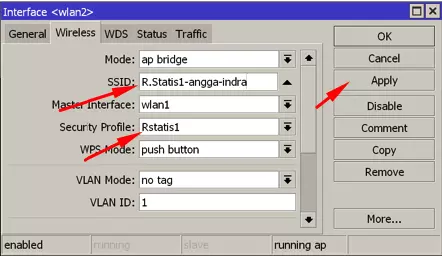 Interface <wlan2>
General Wireless WDS Status Traffic
Mode: ap bridge
SSID: R.Statis1-angga-indra
Master Interface: wlan1
Security Profile: Rstatis1
WPS Mode: push button
VLAN Mode: no tag
VLAN ID: 1
OK
Cancel
Apply
Disable
Comment
Copy
Remove
More...
enabled running slave running ap